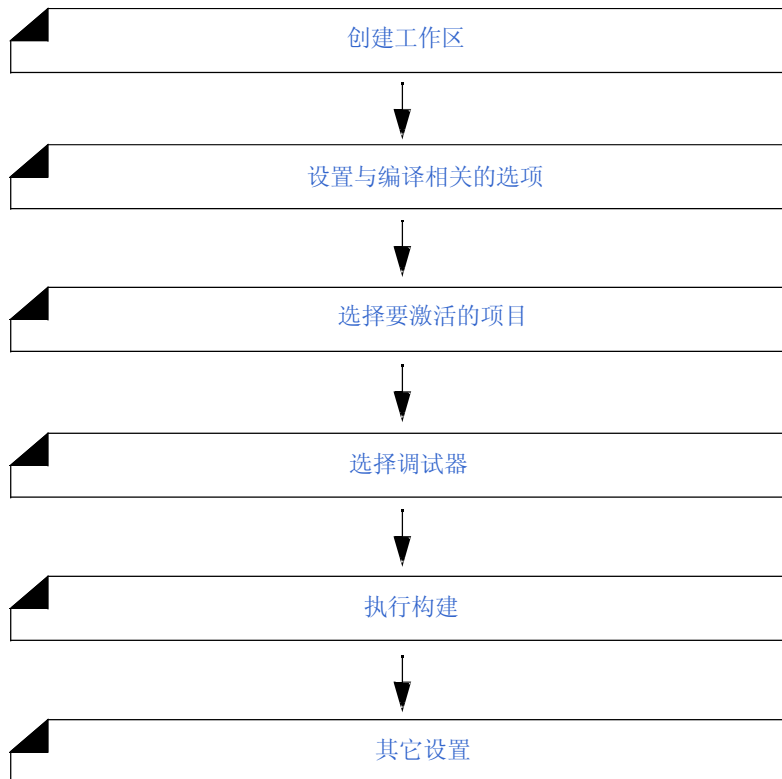 创建工作区
设置与编译相关的选项
选择要激活的项目
选择调试器
执行构建
其它设置